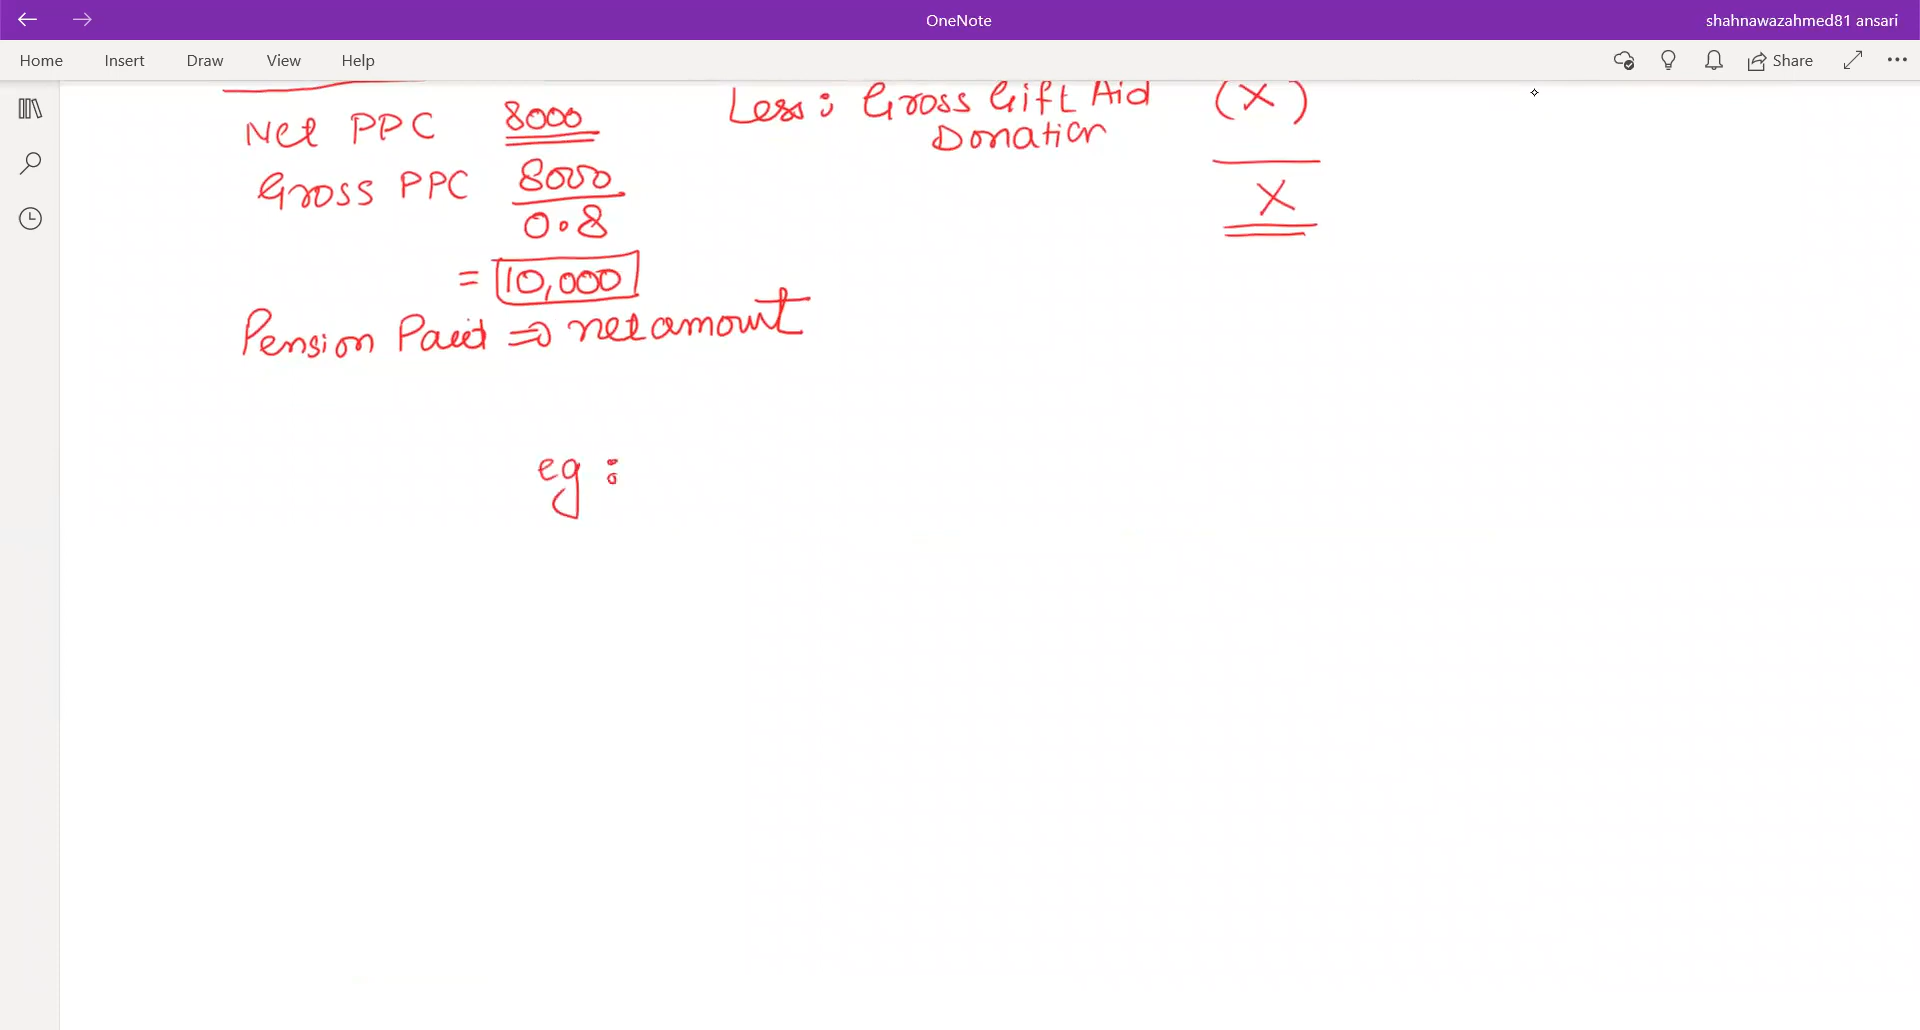 OneNote
shahnawazahmed81 ansari
Home Insert Draw View Help
Share
Net PPC 8000
Gross PPC 8000
0.8
= 10,000
Pension Paid ⇒ net amount
Less: Gross Gift Aid (X)
Donation
X
eg :